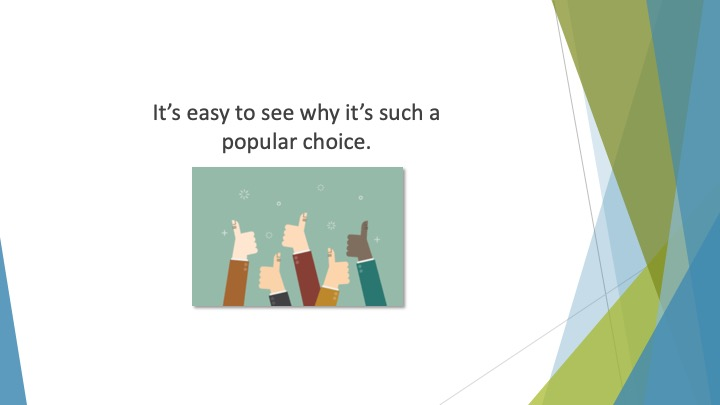 It’s easy to see why it’s such a
popular choice.